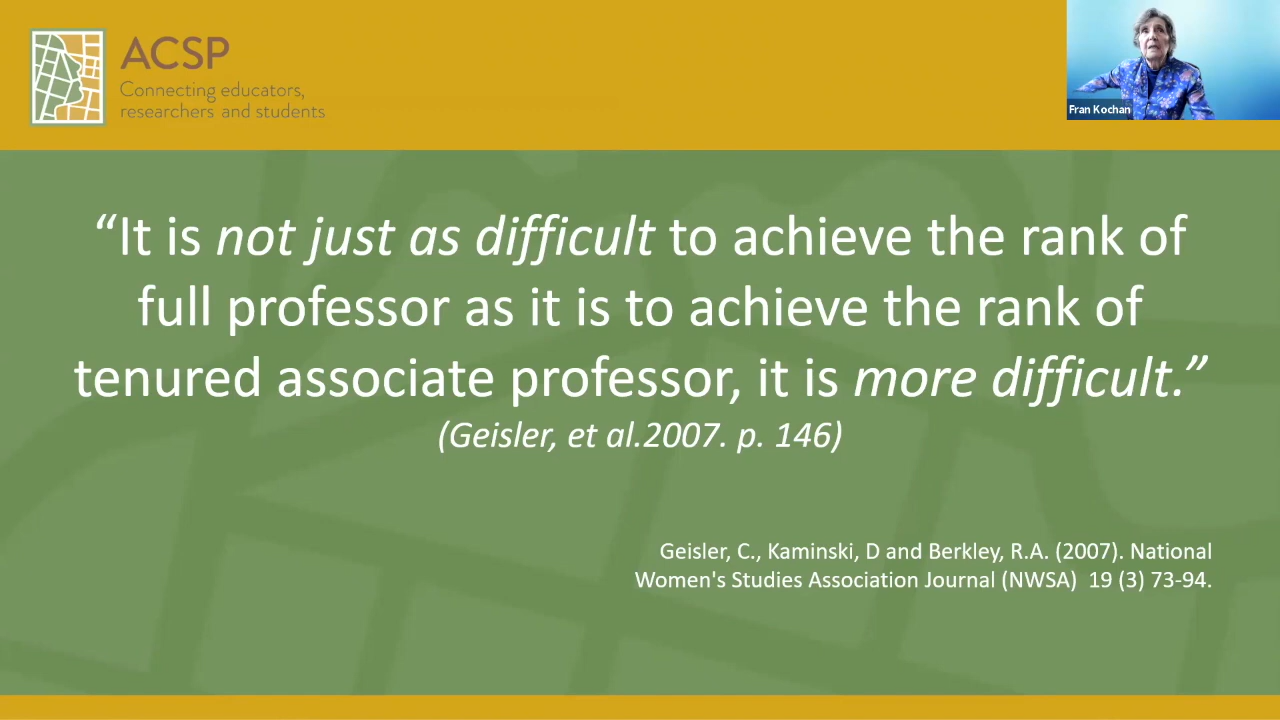 ACSP
Connecting educators,
researchers and students
Fran Kochan
“It is not just as difficult to achieve the rank of
full professor as it is to achieve the rank of
tenured associate professor, it is more difficult.”
(Geisler, et al.2007. p. 146)
Geisler, C., Kaminski, D and Berkley, R.A. (2007). National
Women's Studies Association Journal (NWSA)  19 (3) 73-94.